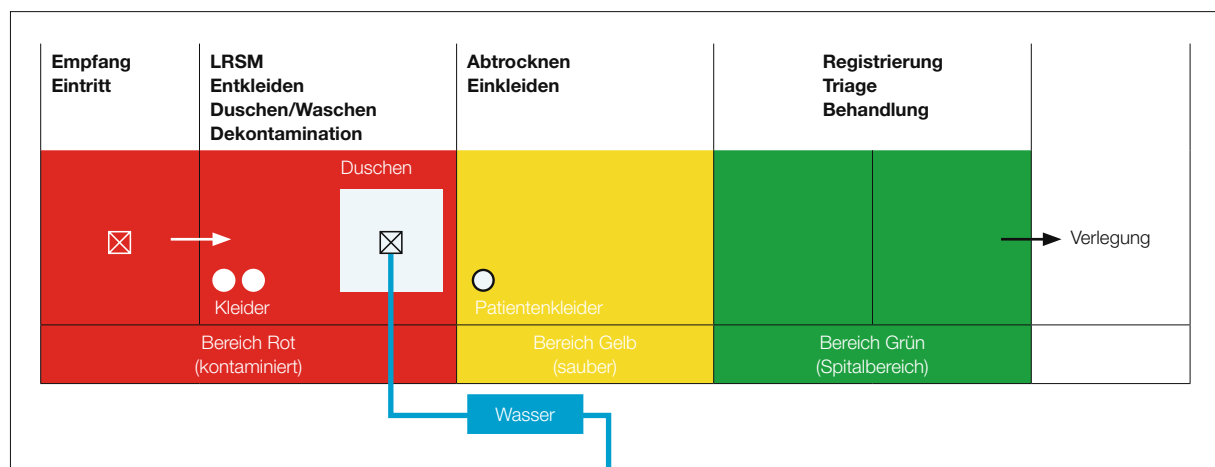 Empfang
Eintritt
LRSM
Entkleiden
Duschen/Waschen
Dekontamination
Abtrocknen
Einkleiden
Registrierung
Triage
Behandlung
Duschen
Verlegung
Kleider
Patientenkleider
Bereich Rot
(kontaminiert)
Bereich Gelb
(sauber)
Bereich Grün
(Spitalbereich)
Wasser